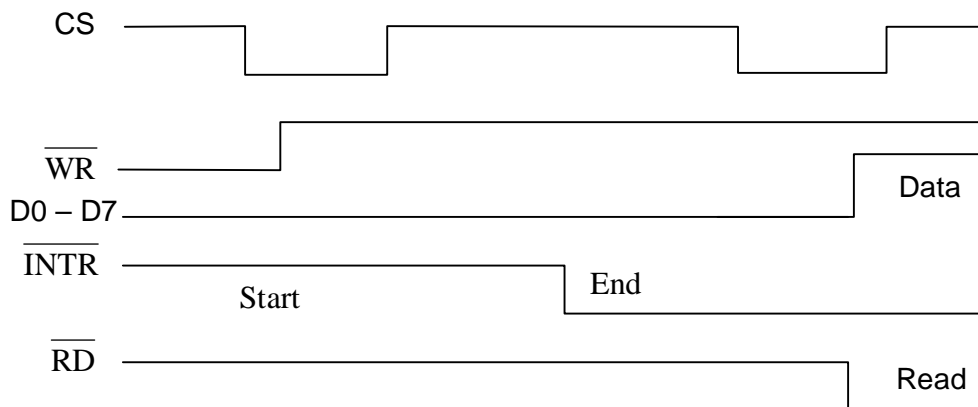 CS
WR
Data
D0 – D7
INTR
Start
End
RD
Read